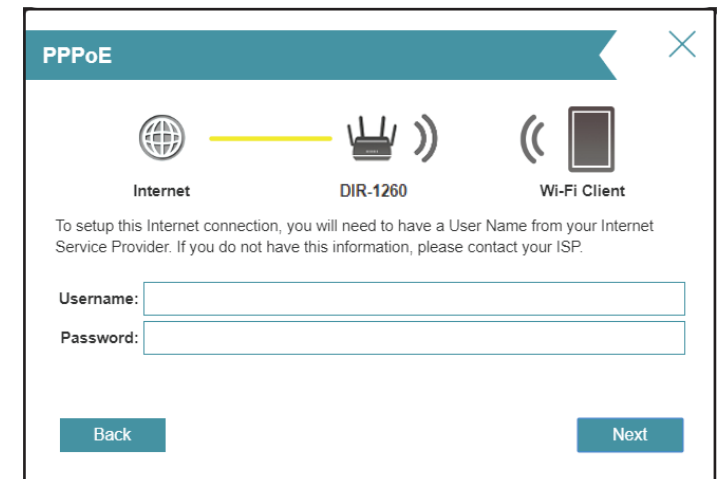 PPPoE
Internet
DIR-1260
Wi-Fi Client
To setup this Internet connection, you will need to have a User Name from your Internet
Service Provider. If you do not have this information, please contact your ISP.
Username:
Password:
Back
Next